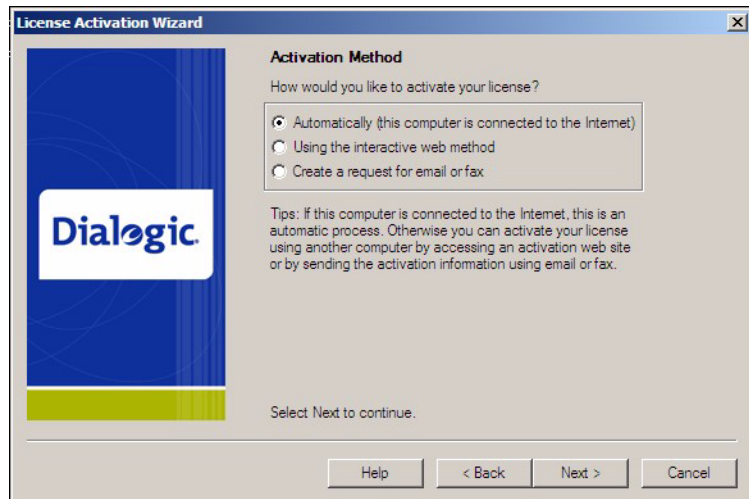 License Activation Wizard
Activation Method
How would you like to activate your license?
Automatically (this computer is connected to the Internet)
Using the interactive web method
Create a request for email or fax
Dialogic.
Tips: If this computer is connected to the Internet, this is an
automatic process. Otherwise you can activate your license
using another computer by accessing an activation web site
or by sending the activation information using email or fax.
Select Next to continue.
Help
< Back
Next >
Cancel